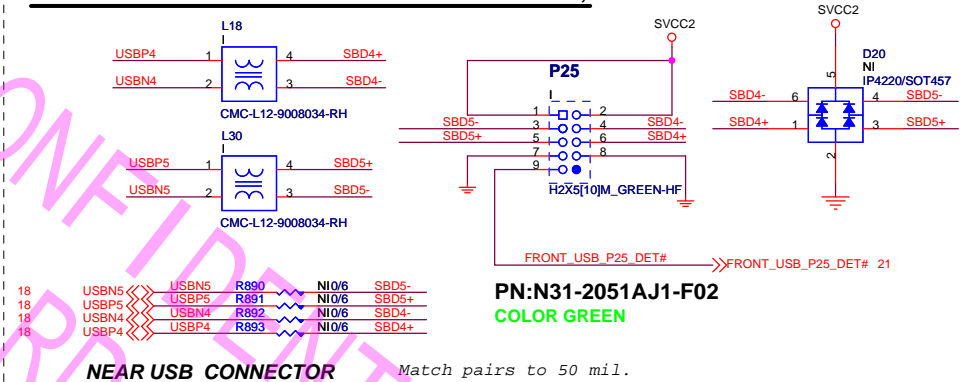 L18
I
USBP4 1 4 SBD4+
USBN4 2 3 SBD4-
CMC-L12-9008034-RH
L30
I
USBP5 1 4 SBD5+
USBN5 2 3 SBD5-
CMC-L12-9008034-RH
SVCC2
P25
I
1 2
SBD5- 3 4 SBD4-
SBD5+ 5 6 SBD4+
7 8
9
H2X5[10]M_GREEN-HF
SVCC2
D20
NI
IP4220/SOT457
5
SBD4- 6 4 SBD5-
SBD4+ 1 3 SBD5+
2
FRONT_USB_P25_DET# FRONT_USB_P25_DET# 21
PN:N31-2051AJ1-F02
COLOR GREEN
18 USBN5 USBN5 R890 NI0/6 SBD5-
18 USBP5 USBP5 R891 NI0/6 SBD5+
18 USBN4 USBN4 R892 NI0/6 SBD4-
18 USBP4 USBP4 R893 NI0/6 SBD4+
NEAR USB CONNECTOR
Match pairs to 50 mil.